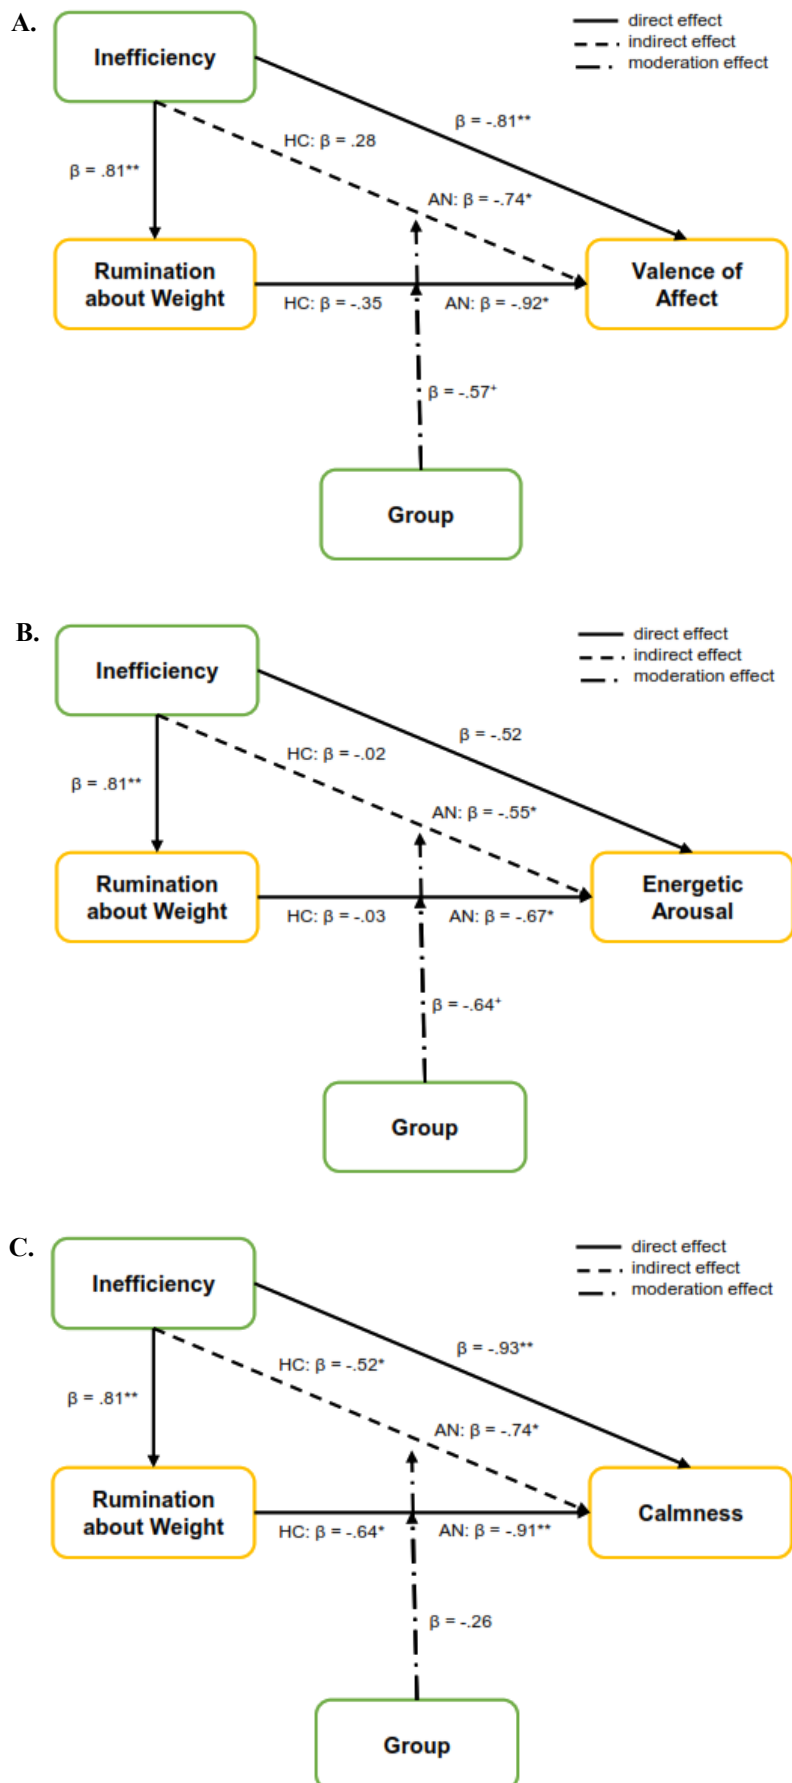 A.
direct effect
indirect effect
moderation effect
Inefficiency
β = -.81**
HC: β = .28
β = .81**
AN: β = -.74*
Rumination
about Weight
Valence of
Affect
HC: β = -.35
AN: β = -.92*
β = -.57⁺
Group
B.
direct effect
indirect effect
moderation effect
Inefficiency
β = -.52
HC: β = -.02
β = .81**
AN: β = -.55*
Rumination
about Weight
Energetic
Arousal
HC: β = -.03
AN: β = -.67*
β = -.64⁺
Group
C.
direct effect
indirect effect
moderation effect
Inefficiency
β = -.93**
HC: β = -.52*
β = .81**
AN: β = -.74*
Rumination
about Weight
Calmness
HC: β = -.64*
AN: β = -.91**
β = -.26
Group